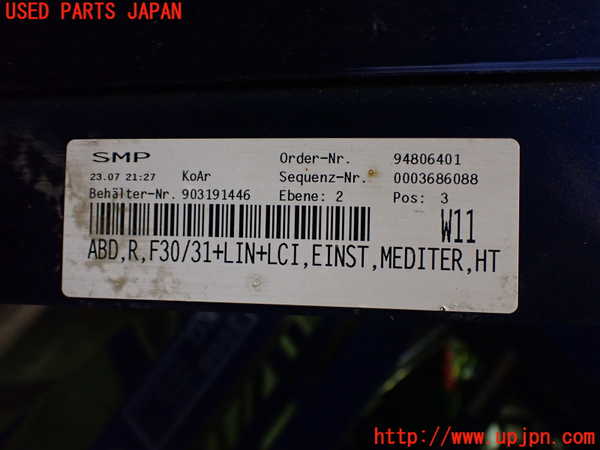 USED PARTS JAPAN
SMP Order-Nr. 94806401
23.07 21:27 KoAr Sequenz-Nr. 0003686088
Behälter-Nr. 903191446 Ebene: 2 Pos: 3
W11
ABD,R,F30/31+LIN+LCI,EINST,MEDITER,HT
http://www.upjpn.com/